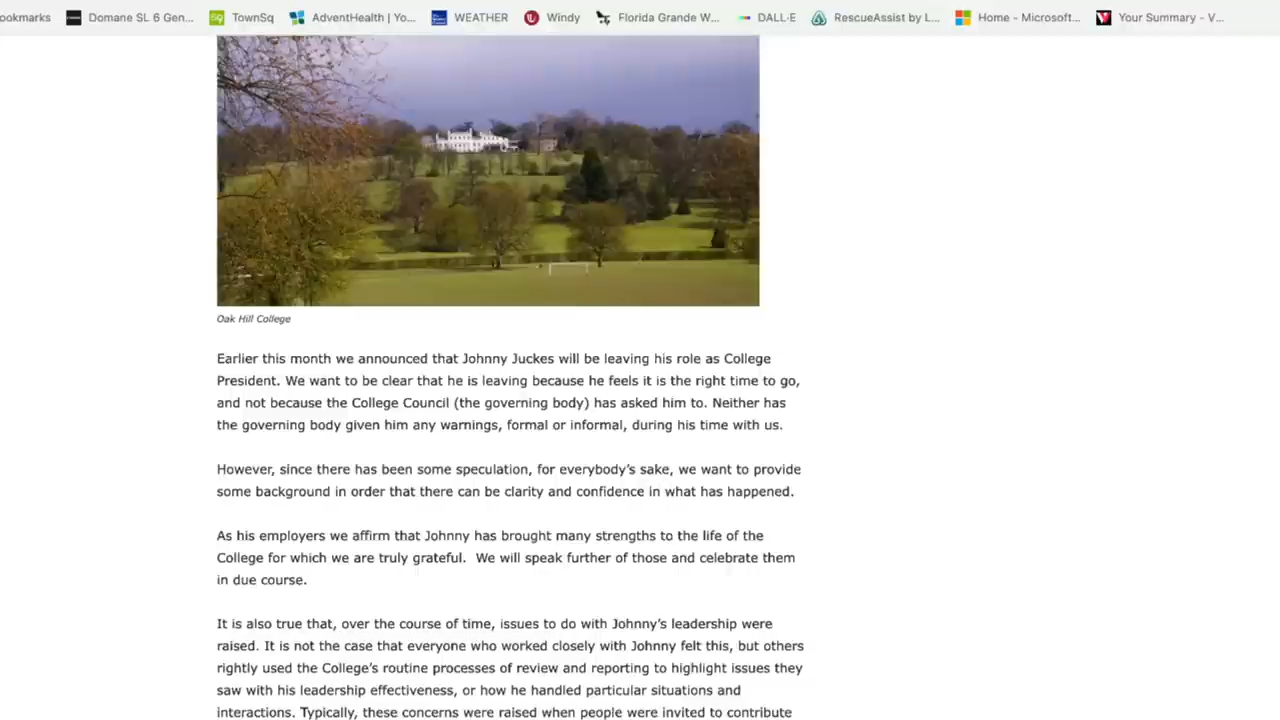 ookmarks
Domane SL 6 Gen...
TownSq
AdventHealth | Yo...
WEATHER
Windy
Florida Grande W...
DALL·E
RescueAssist by L...
Home - Microsoft...
Your Summary - V...
Oak Hill College
Earlier this month we announced that Johnny Juckes will be leaving his role as College
President. We want to be clear that he is leaving because he feels it is the right time to go,
and not because the College Council (the governing body) has asked him to. Neither has
the governing body given him any warnings, formal or informal, during his time with us.
However, since there has been some speculation, for everybody's sake, we want to provide
some background in order that there can be clarity and confidence in what has happened.
As his employers we affirm that Johnny has brought many strengths to the life of the
College for which we are truly grateful.  We will speak further of those and celebrate them
in due course.
It is also true that, over the course of time, issues to do with Johnny's leadership were
raised. It is not the case that everyone who worked closely with Johnny felt this, but others
rightly used the College's routine processes of review and reporting to highlight issues they
saw with his leadership effectiveness, or how he handled particular situations and
interactions. Typically, these concerns were raised when people were invited to contribute